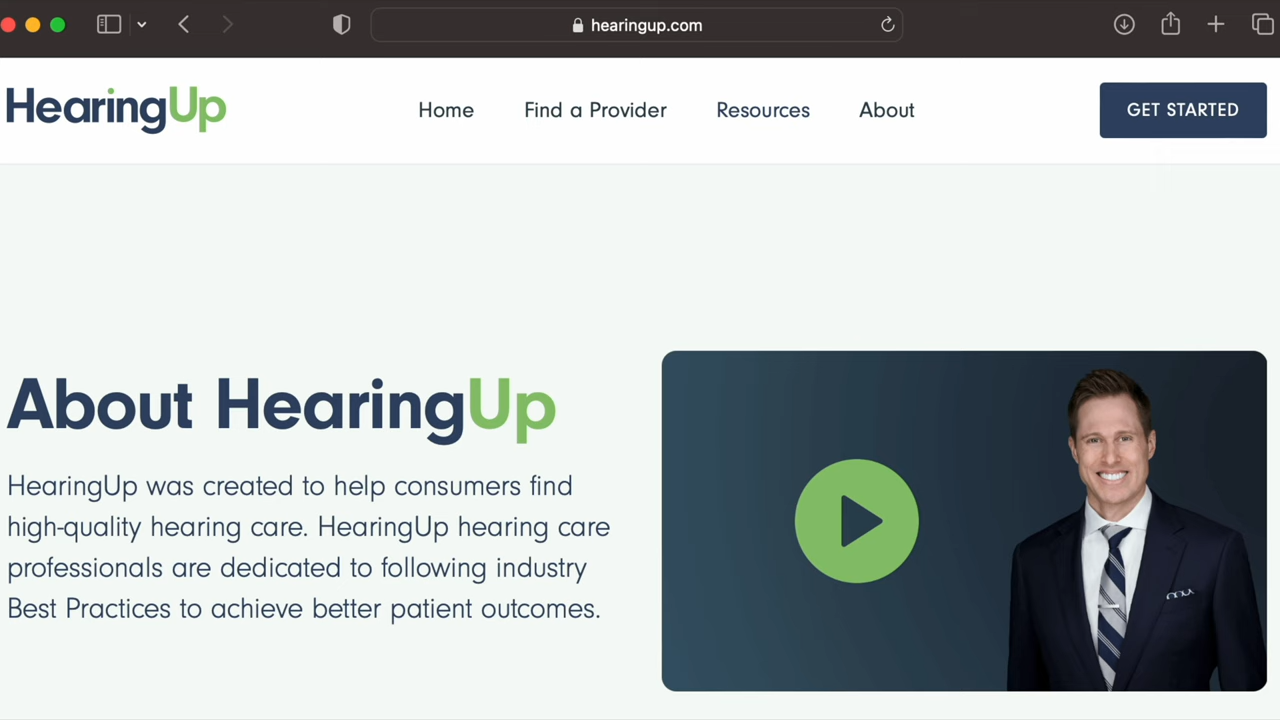 hearingup.com
HearingUp
Home
Find a Provider
Resources
About
GET STARTED
About HearingUp
HearingUp was created to help consumers find
high-quality hearing care. HearingUp hearing care
professionals are dedicated to following industry
Best Practices to achieve better patient outcomes.